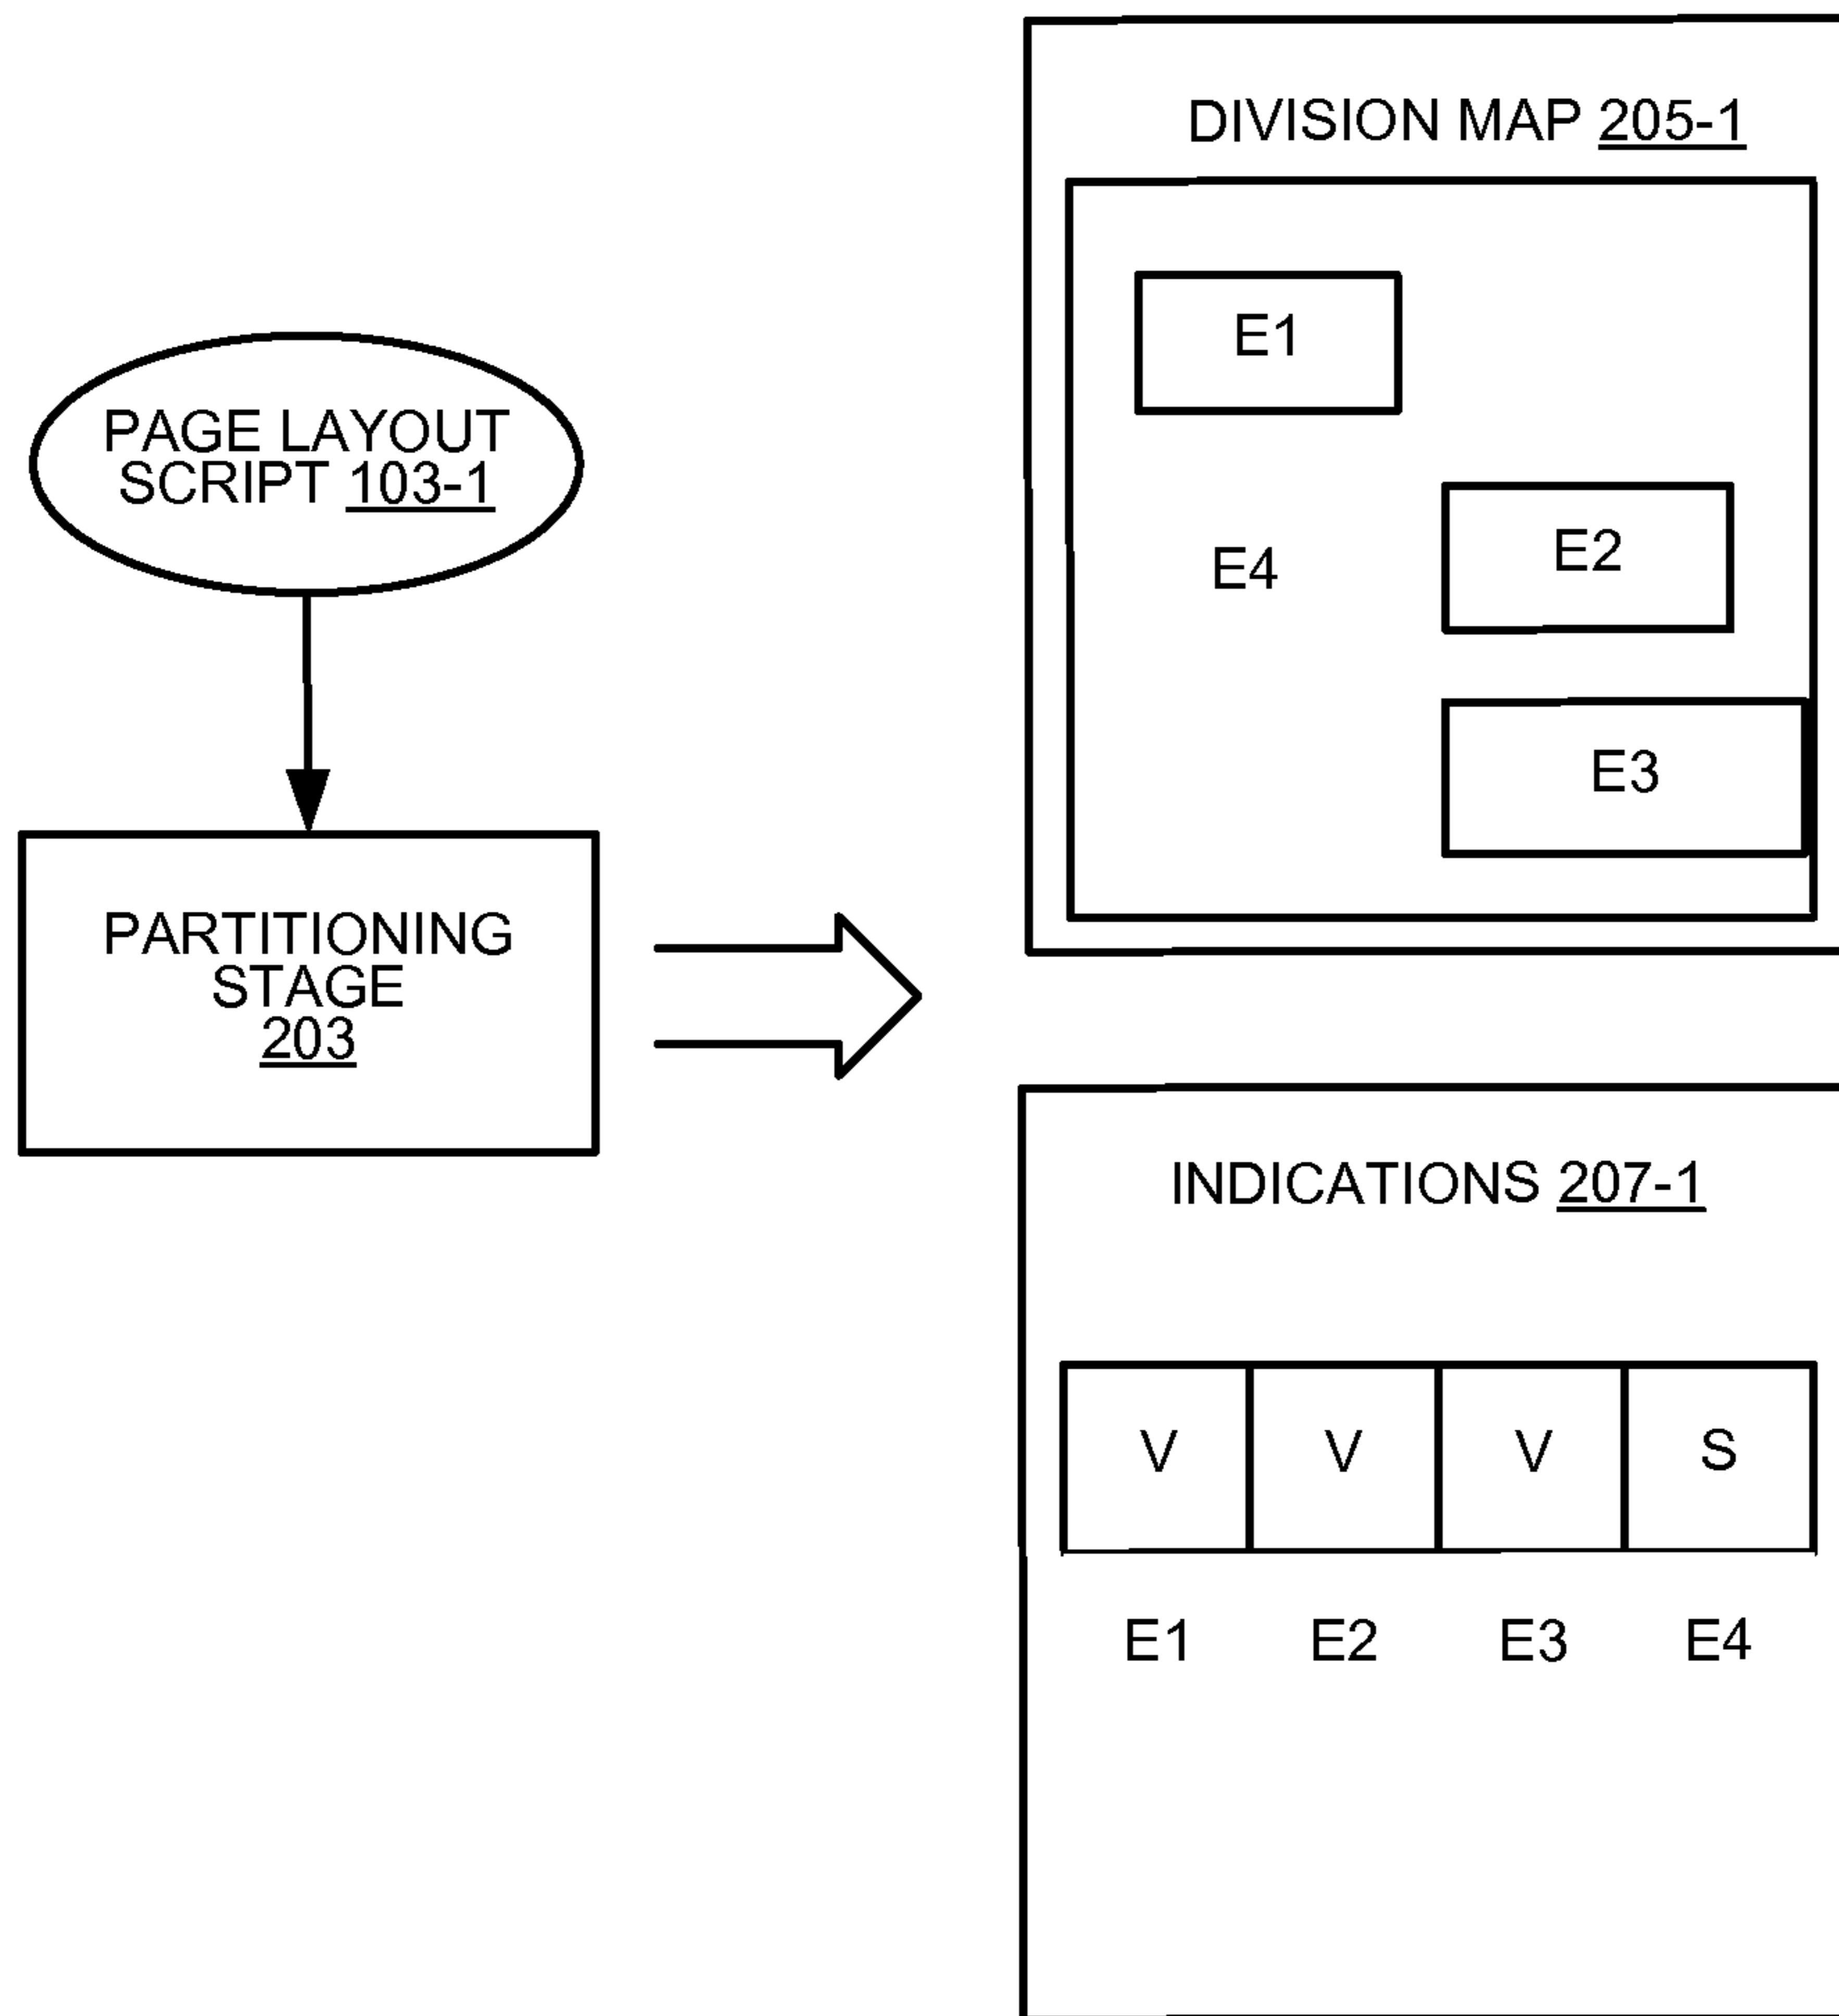 PAGE LAYOUT
SCRIPT 103-1
PARTITIONING
STAGE
203
DIVISION MAP 205-1
E1
E2
E4
E3
INDICATIONS 207-1
V V V S
E1 E2 E3 E4